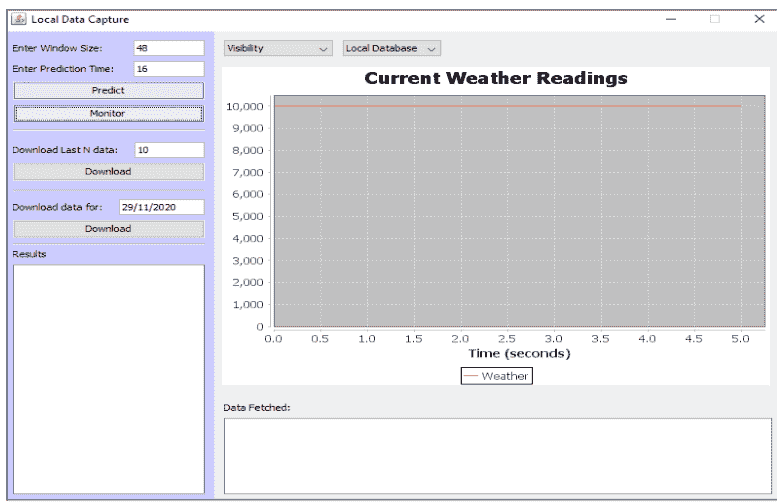 Local Data Capture
Enter Window Size: 48
Enter Prediction Time: 16
Predict
Monitor
Download Last N data: 10
Download
Download data for: 29/11/2020
Download
Results
Visibility
Local Database
Current Weather Readings
10,000
9,000
8,000
7,000
6,000
5,000
4,000
3,000
2,000
1,000
0
0.0 0.5 1.0 1.5 2.0 2.5 3.0 3.5 4.0 4.5 5.0
Time (seconds)
Weather
Data Fetched: